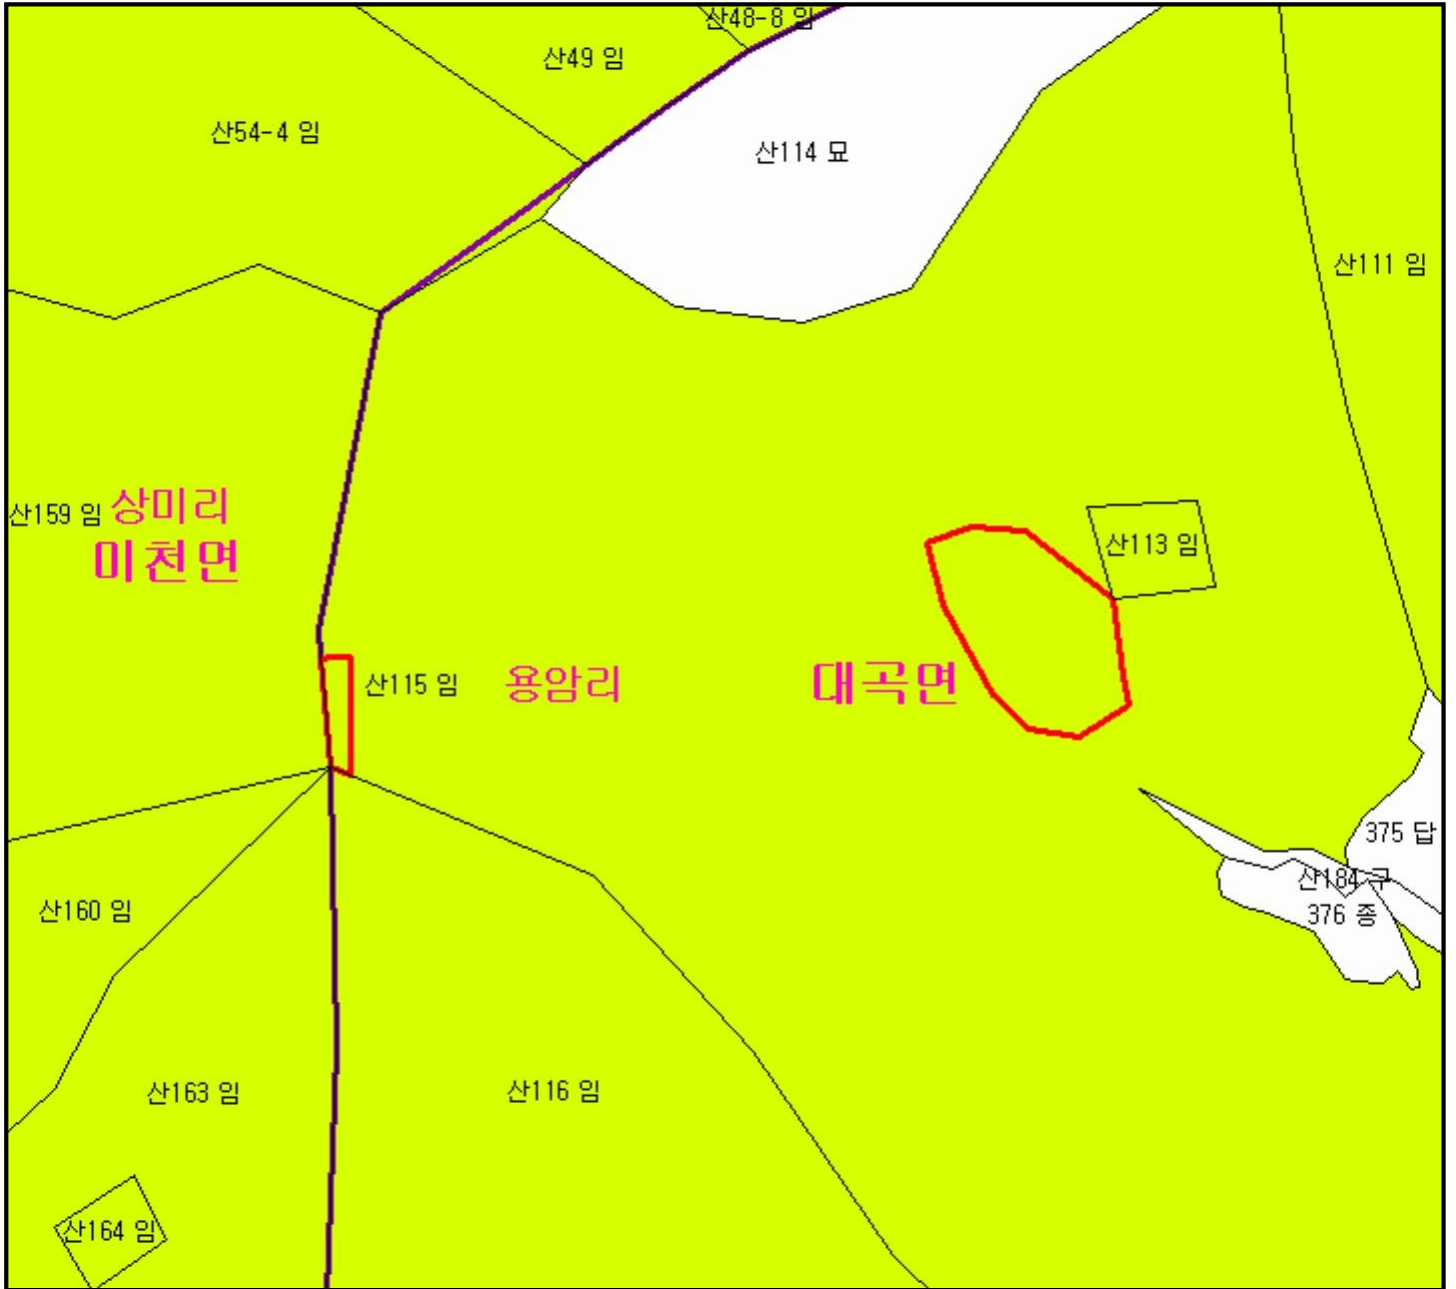 산48-8 임
산49 임
산54-4 임
산114 묘
산111 임
산159 임
상미리
미천면
산113 임
산115 임
용암리
대곡면
375 답
산184 구
376 종
산160 임
산163 임
산116 임
산164 임